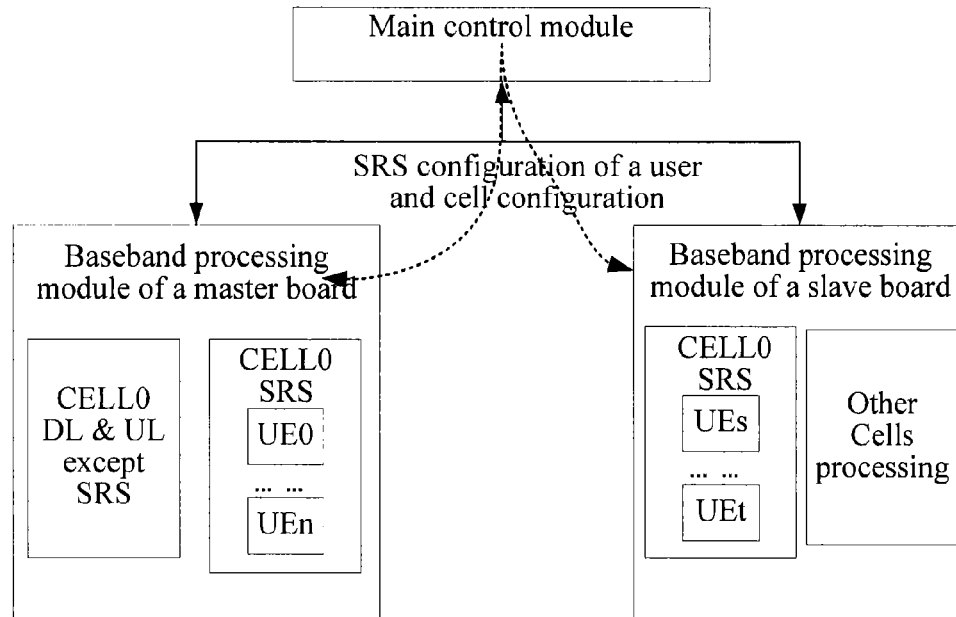 Main control module
SRS configuration of a user
and cell configuration
Baseband processing
module of a master board
CELL0
DL & UL
except
SRS
CELL0
SRS
UE0
... ...
UEn
Baseband processing
module of a slave board
CELL0
SRS
UEs
... ...
UEt
Other
Cells
processing